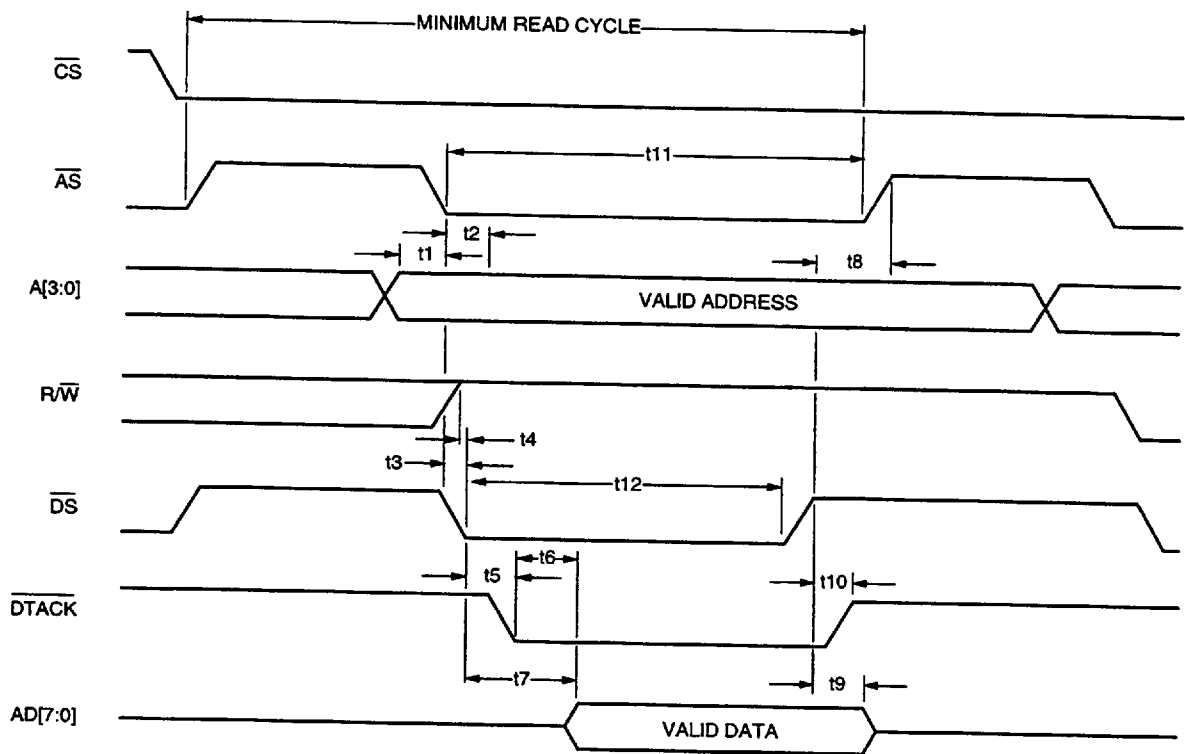 MINIMUM READ CYCLE
CS
t11
AS
t2
t1
t8
A[3:0]
VALID ADDRESS
R/W
t4
t3
t12
DS
t6
t5
t10
DTACK
t7
t9
AD[7:0]
VALID DATA